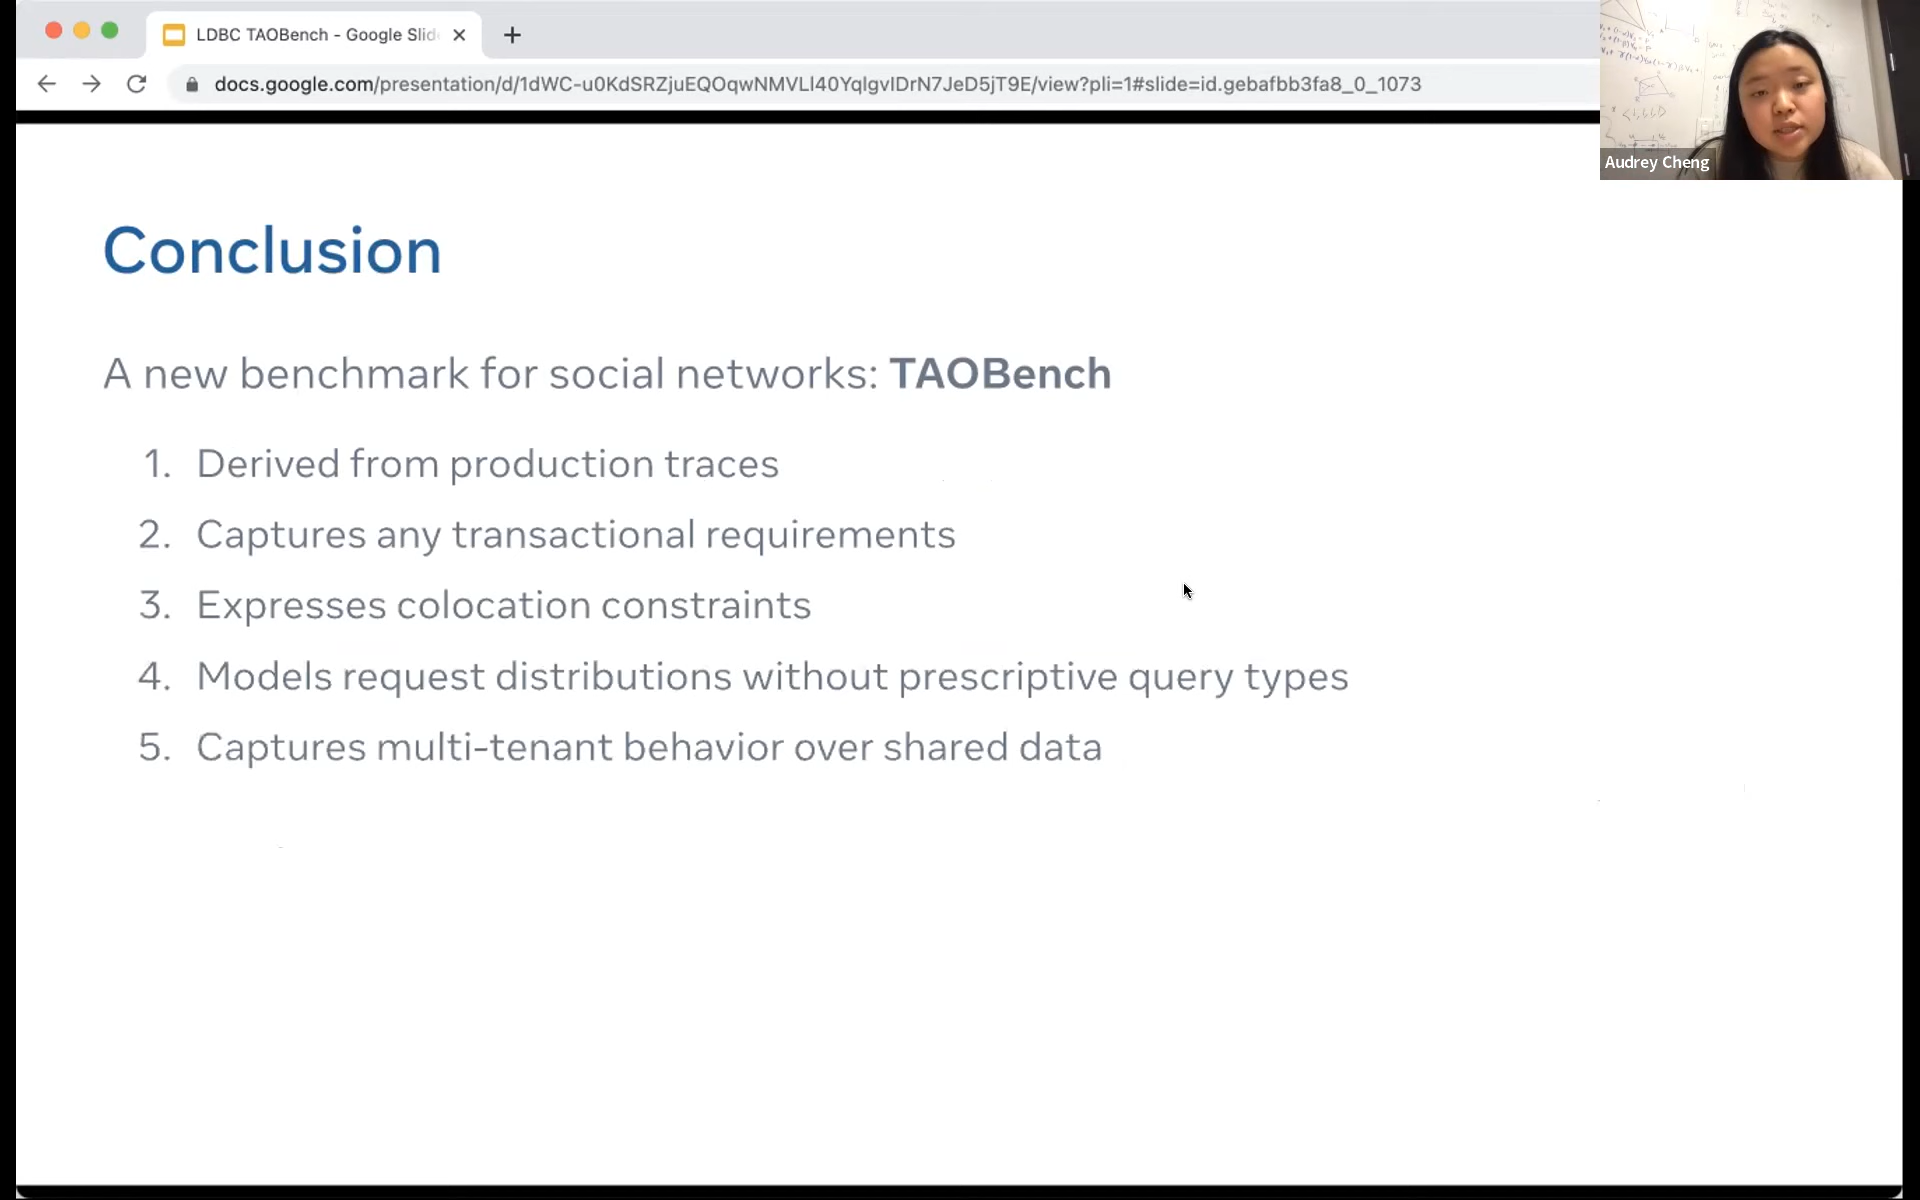 LDBC TAOBench - Google Slid
docs.google.com/presentation/d/1dWC-u0KdSRZjuEQOqwNMVLl40YqlgvIDrN7JeD5jT9E/view?pli=1#slide=id.gebafbb3fa8_0_1073
Audrey Cheng
Conclusion
A new benchmark for social networks: TAOBench
1. Derived from production traces
2. Captures any transactional requirements
3. Expresses colocation constraints
4. Models request distributions without prescriptive query types
5. Captures multi-tenant behavior over shared data